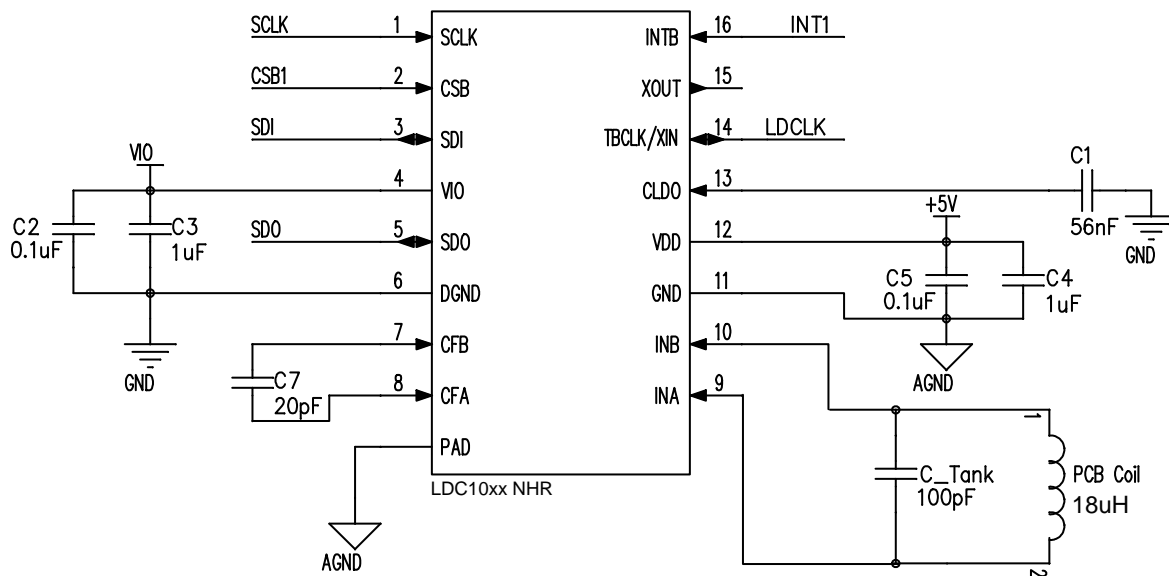 SCLK 1 SCLK INTB 16 INT1
CSB1 2 CSB XOUT 15
SDI 3 SDI TBCLK/XIN 14 LDCLK
VIO 4 VIO CLDO 13 C1 56nF GND
C2 0.1uF C3 1uF
SDO 5 SDO VDD 12 +5V
6 DGND GND 11 C5 0.1uF C4 1uF
GND
7 CFB INB 10 AGND
C7 20pF
8 CFA INA 9
PAD
LDC10xx NHR
AGND
C_Tank 100pF
1
PCB Coil
18uH
2